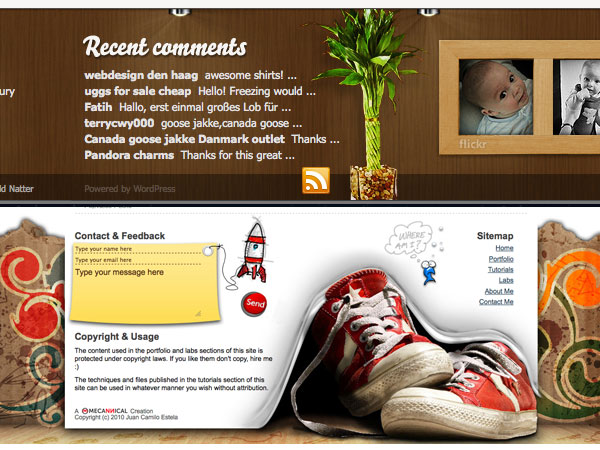 Recent comments
webdesign den haag awesome shirts! ...
uggs for sale cheap Hello! Freezing would ...
ury
Fatih Hallo, erst einmal großes Lob für ...
terrycwy000 goose jakke,canada goose ...
Canada goose jakke Danmark outlet Thanks ...
flickr
Pandora charms Thanks for this great ...
ld Natter
Powered by WordPress
Contact & Feedback
Type your name here
Type your email here
Type your message here
Send
WHERE
AM I?
Sitemap
Home
Portfolio
Tutorials
Labs
About Me
Contact Me
Copyright & Usage
The content used in the portfolio and labs sections of this site is
protected under copyright laws. If you like them don't copy, hire me
:)
The techniques and files published in the tutorials section of this
site can be used in whatever manner you wish without attribution.
A MECANNICAL Creation
Copyright (c) 2010 Juan Camilo Estela